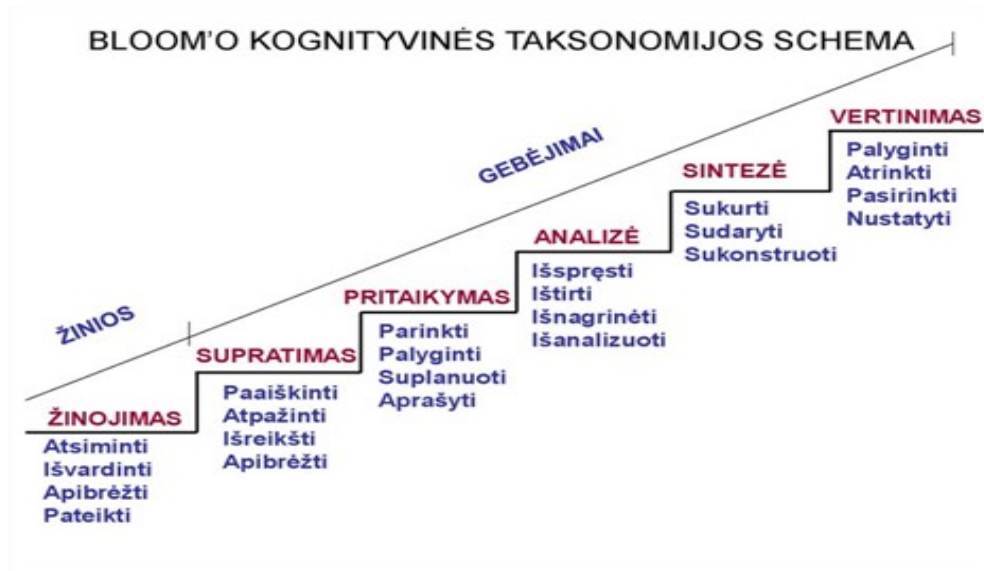 BLOOM'O KOGNITYVINĖS TAKSONOMIJOS SCHEMA
ŽINIOS
GEBĖJIMAI
ŽINOJIMAS
Atsiminti
Išvardinti
Apibrėžti
Pateikti
SUPRATIMAS
Paaiškinti
Atpažinti
Išreikšti
Apibrėžti
PRITAIKYMAS
Parinkti
Palyginti
Suplanuoti
Aprašyti
ANALIZĖ
Išspręsti
Ištirti
Išnagrinėti
Išanalizuoti
SINTEZĖ
Sukurti
Sudaryti
Sukonstruoti
VERTINIMAS
Palyginti
Atrinkti
Pasirinkti
Nustatyti